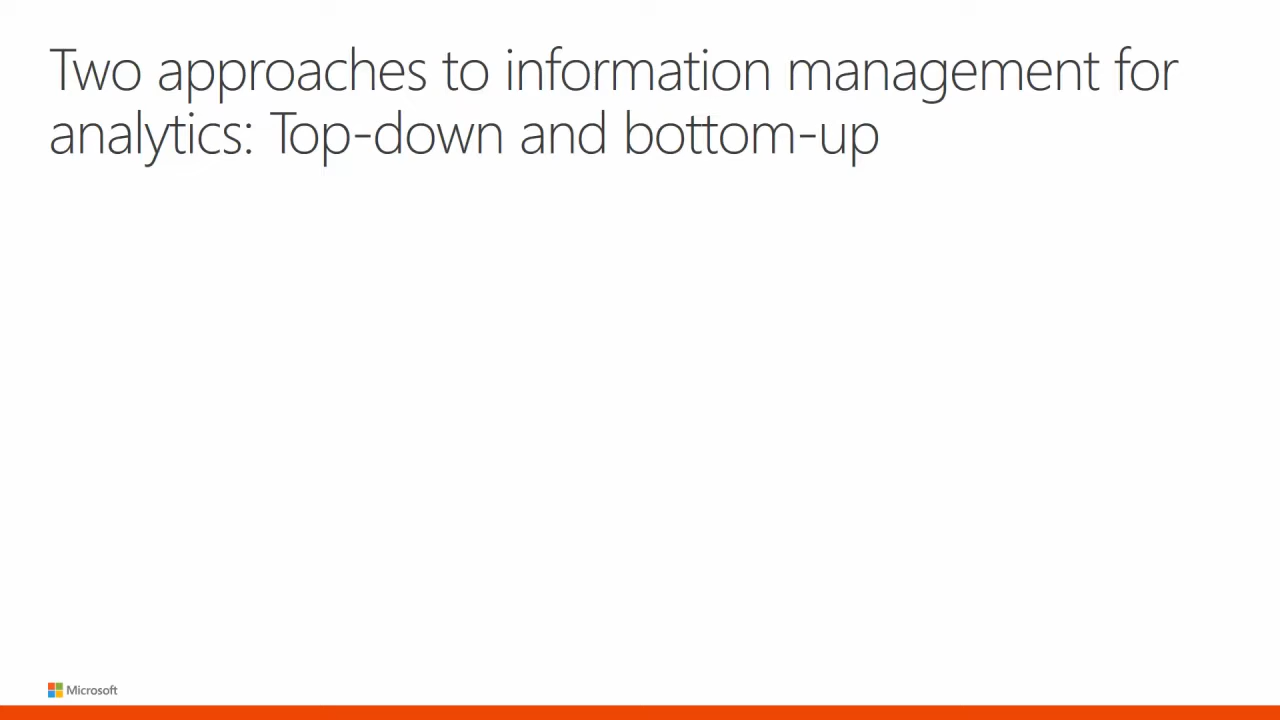 Two approaches to information management for
analytics: Top-down and bottom-up
Microsoft